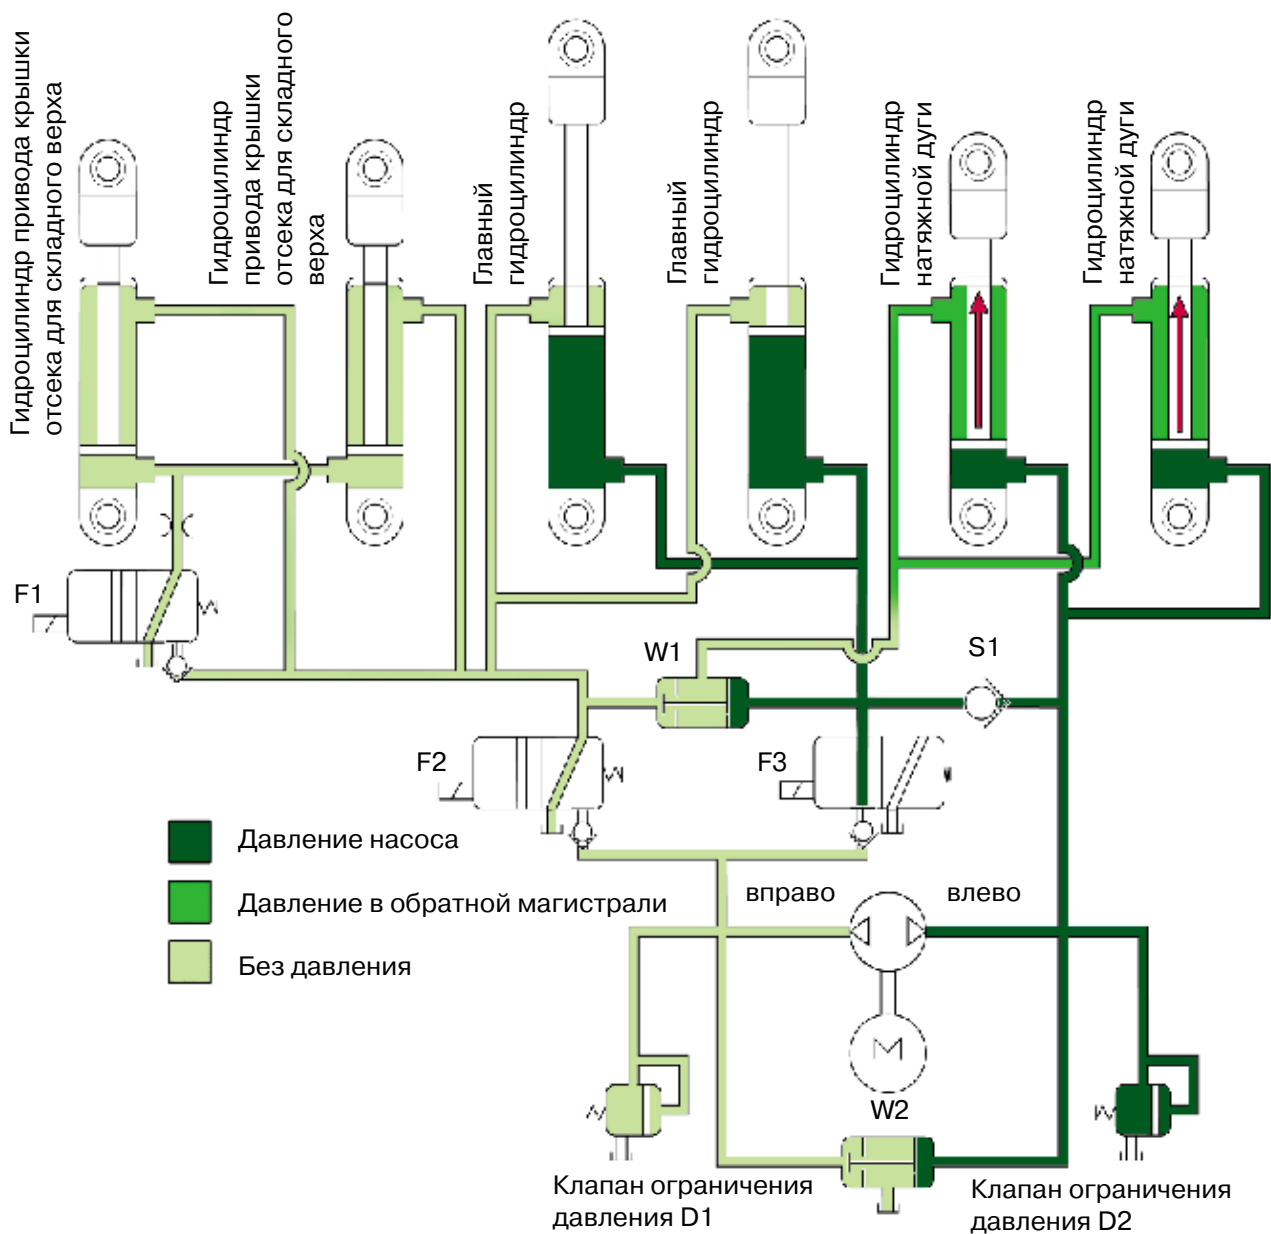 Гидроцилиндр привода крышки
отсека для складного верха
Гидроцилиндр
привода крышки
отсека для складного
верха
Главный
гидроцилиндр
Главный
гидроцилиндр
Гидроцилиндр
натяжной дуги
Гидроцилиндр
натяжной дуги
F1
W1
S1
F2
F3
Давление насоса
Давление в обратной магистрали
Без давления
вправо
влево
M
W2
Клапан ограничения
давления D1
Клапан ограничения
давления D2